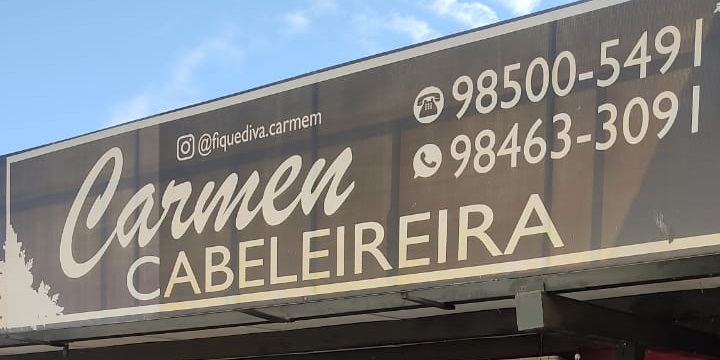 @fiquediva.carmem
Carmen
CABELEIREIRA
98500-5491
98463-3091